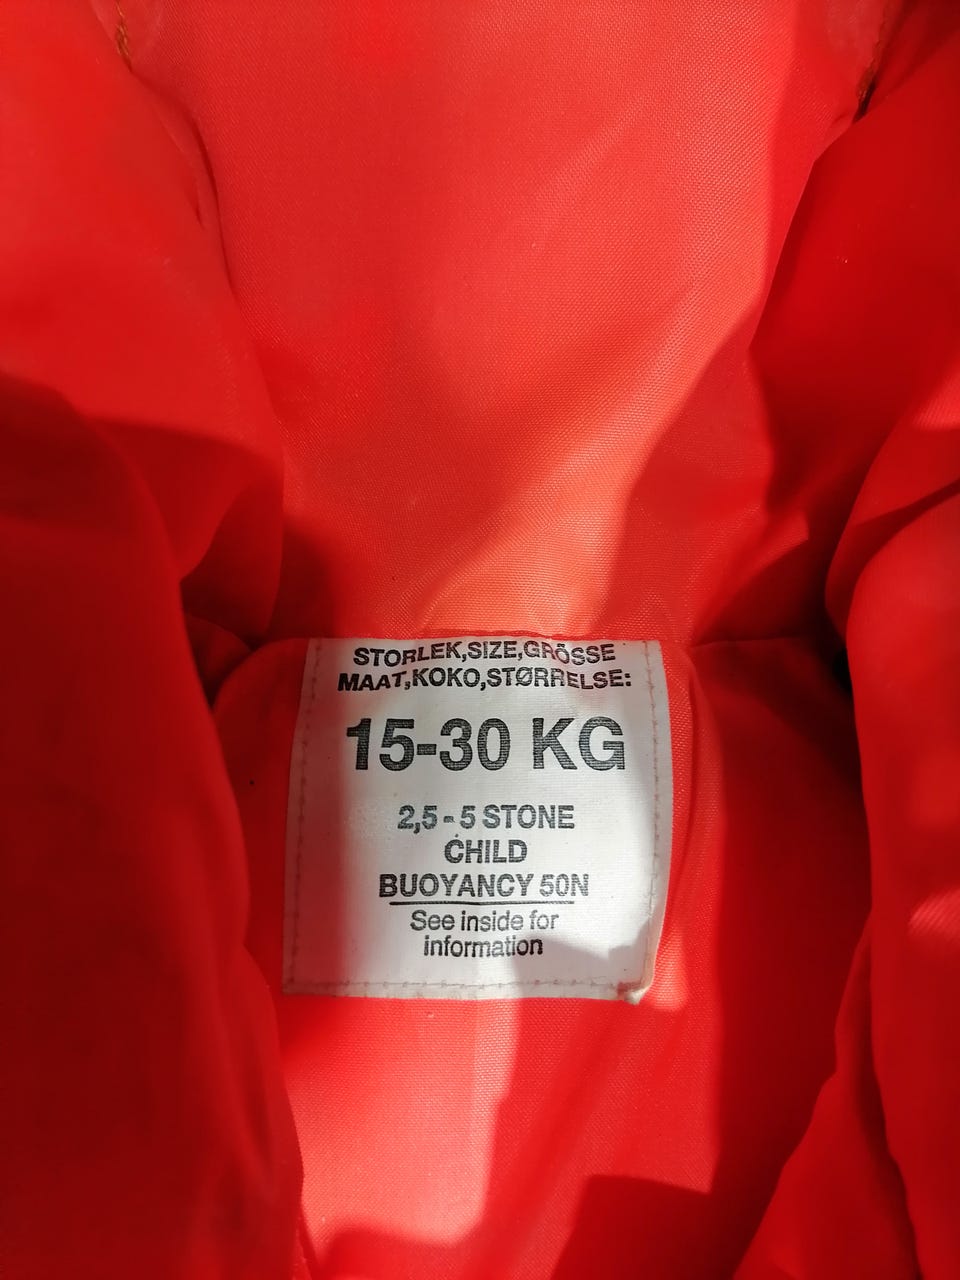 STORLEK,SIZE,GRÖSSE
MAAT,KOKO,STØRRELSE:
15-30 KG
2,5 - 5 STONE
CHILD
BUOYANCY 50N
See inside for
information